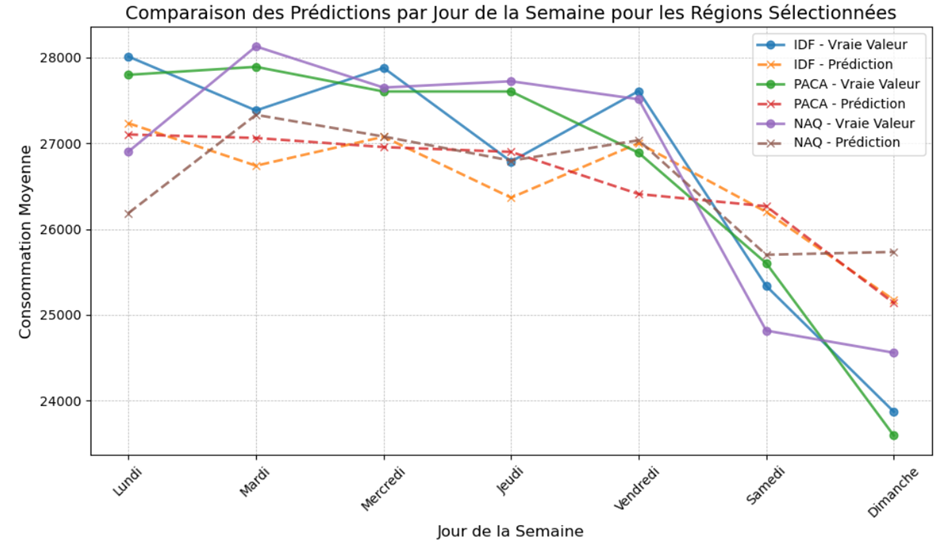 Comparaison des Prédictions par Jour de la Semaine pour les Régions Sélectionnées
IDF - Vraie Valeur
IDF - Prédiction
PACA - Vraie Valeur
PACA - Prédiction
NAQ - Vraie Valeur
NAQ - Prédiction
Consommation Moyenne
28000
27000
26000
25000
24000
Lundi
Mardi
Mercredi
Jeudi
Vendredi
Samedi
Dimanche
Jour de la Semaine